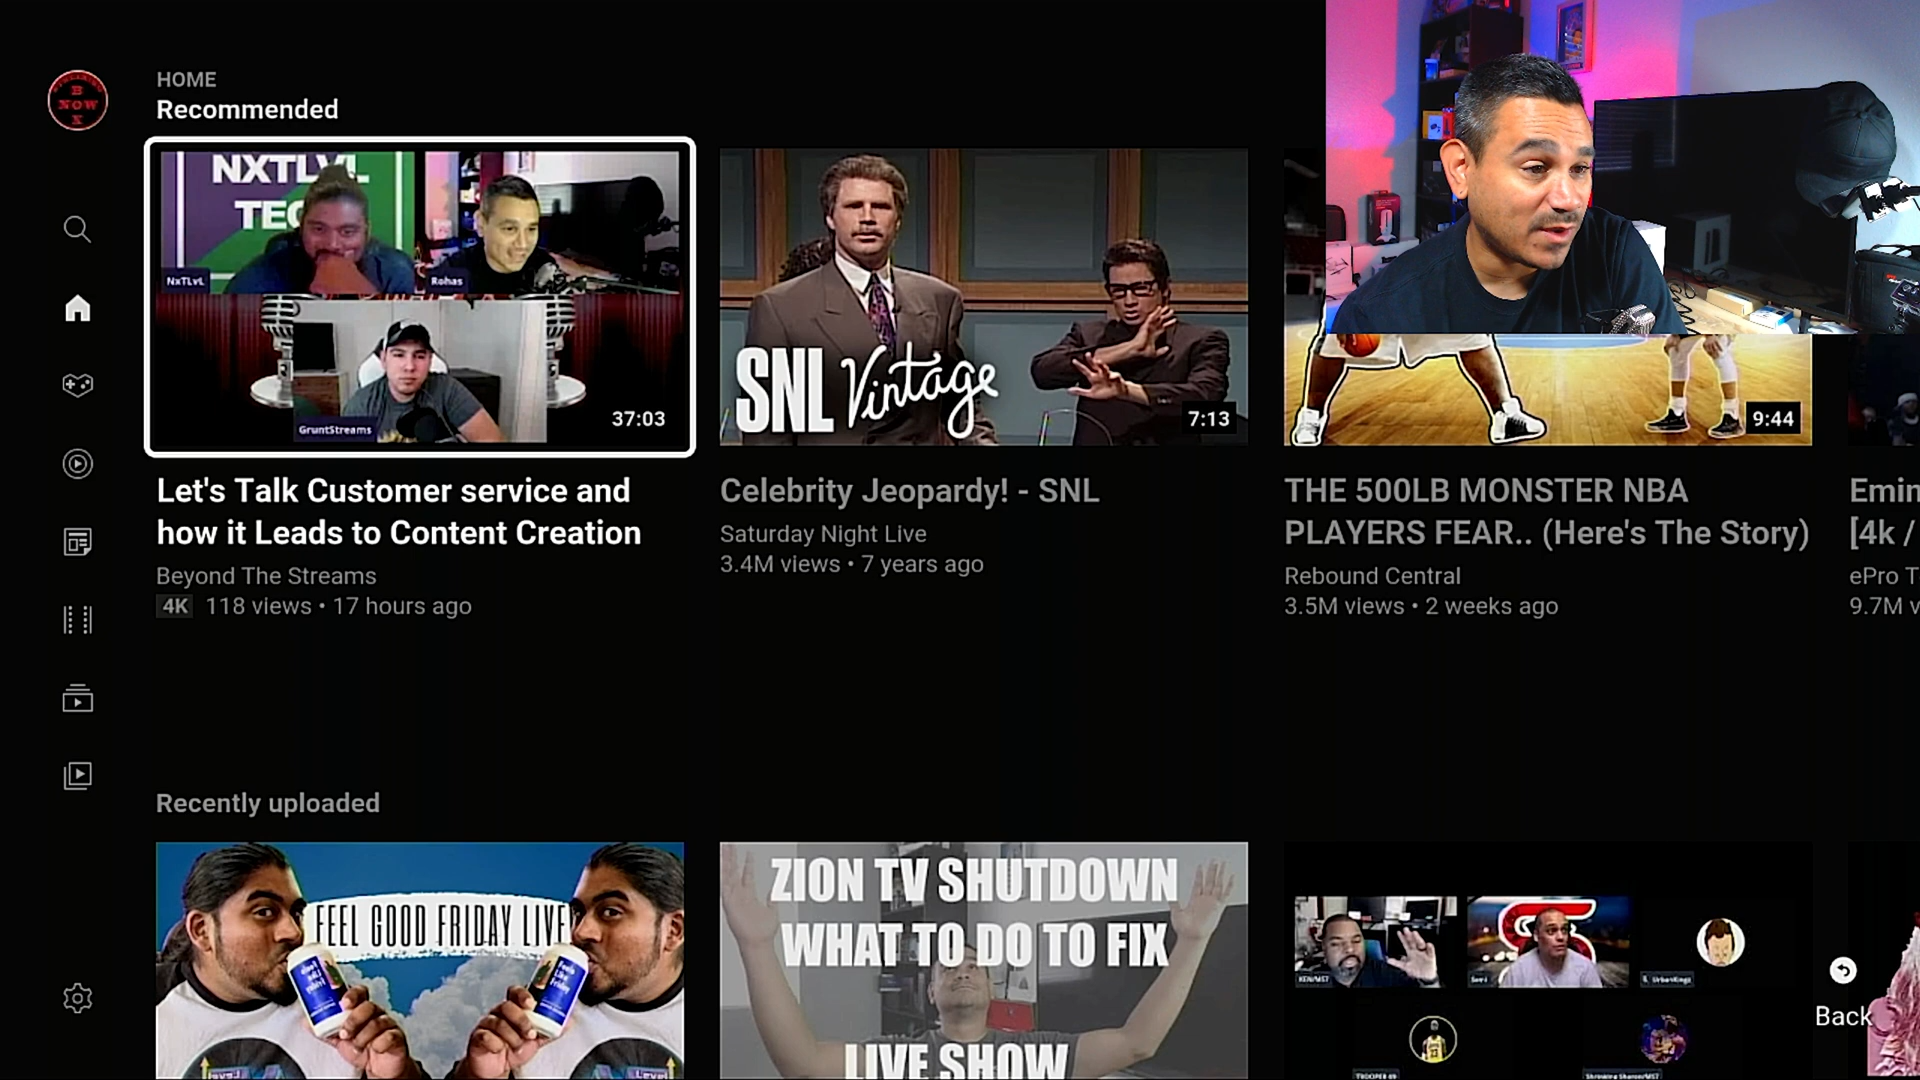 B
NOW
X
HOME
Recommended
NXTLVL
TEC
NxTLvL
Rohas
GruntStreams
37:03
SNL Vintage
7:13
9:44
Let's Talk Customer service and
how it Leads to Content Creation
Beyond The Streams
4K 118 views • 17 hours ago
Celebrity Jeopardy! - SNL
Saturday Night Live
3.4M views • 7 years ago
THE 500LB MONSTER NBA
PLAYERS FEAR.. (Here's The Story)
Rebound Central
3.5M views • 2 weeks ago
Emin
[4k /
ePro T
9.7M v
Recently uploaded
FEEL GOOD FRIDAY LIVE
ZION TV SHUTDOWN
WHAT TO DO TO FIX
LIVE SHOW
UrbanKings
TROOPER 69
Back